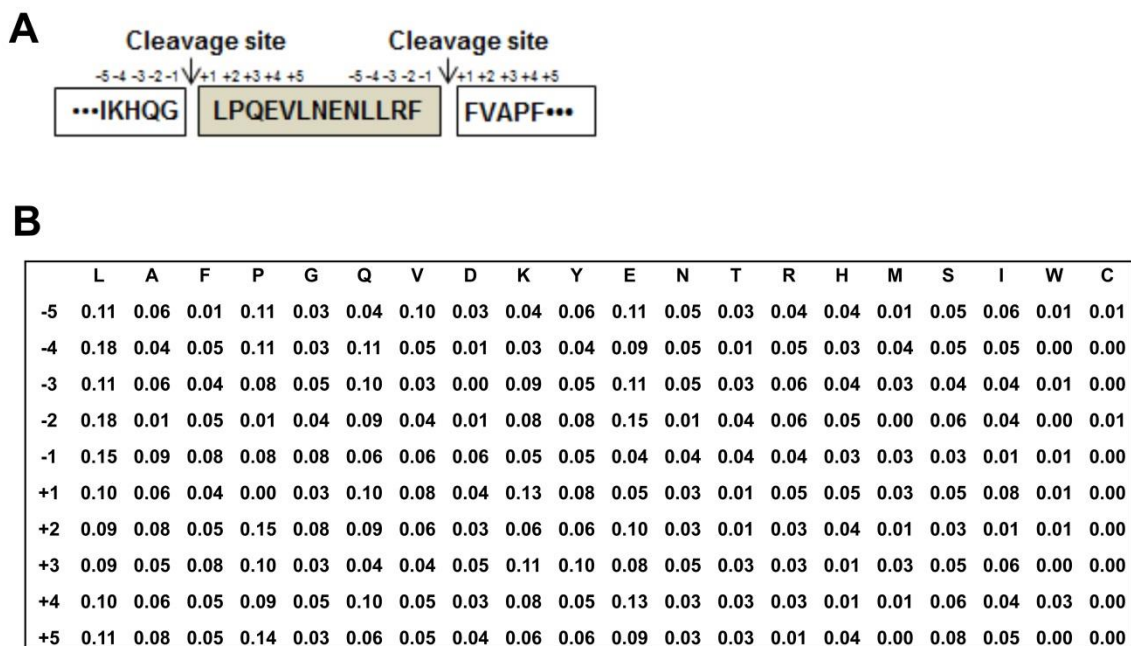 A
Cleavage site Cleavage site
-5 -4 -3 -2 -1 +1 +2 +3 +4 +5 -5 -4 -3 -2 -1 +1 +2 +3 +4 +5
•••IKHQG LPQEVLNENLLRF FVAPF•••
B
L A F P G Q V D K Y E N T R H M S I W C
-5 0.11 0.06 0.01 0.11 0.03 0.04 0.10 0.03 0.04 0.06 0.11 0.05 0.03 0.04 0.04 0.01 0.05 0.06 0.01 0.01
-4 0.18 0.04 0.05 0.11 0.03 0.11 0.05 0.01 0.03 0.04 0.09 0.05 0.01 0.05 0.03 0.04 0.05 0.05 0.00 0.00
-3 0.11 0.06 0.04 0.08 0.05 0.10 0.03 0.00 0.09 0.05 0.11 0.05 0.03 0.06 0.04 0.03 0.04 0.04 0.01 0.00
-2 0.18 0.01 0.05 0.01 0.04 0.09 0.04 0.01 0.08 0.08 0.15 0.01 0.04 0.06 0.05 0.00 0.06 0.04 0.00 0.01
-1 0.15 0.09 0.08 0.08 0.08 0.06 0.06 0.06 0.05 0.05 0.04 0.04 0.04 0.04 0.03 0.03 0.03 0.01 0.01 0.00
+1 0.10 0.06 0.04 0.00 0.03 0.10 0.08 0.04 0.13 0.08 0.05 0.03 0.01 0.05 0.05 0.03 0.05 0.08 0.01 0.00
+2 0.09 0.08 0.05 0.15 0.08 0.09 0.06 0.03 0.06 0.06 0.10 0.03 0.01 0.03 0.04 0.01 0.03 0.01 0.01 0.00
+3 0.09 0.05 0.08 0.10 0.03 0.04 0.04 0.05 0.11 0.10 0.08 0.05 0.03 0.03 0.01 0.03 0.05 0.06 0.00 0.00
+4 0.10 0.06 0.05 0.09 0.05 0.10 0.05 0.03 0.08 0.05 0.13 0.03 0.03 0.03 0.01 0.01 0.06 0.04 0.03 0.00
+5 0.11 0.08 0.05 0.14 0.03 0.06 0.05 0.04 0.06 0.06 0.09 0.03 0.03 0.01 0.04 0.00 0.08 0.05 0.00 0.00